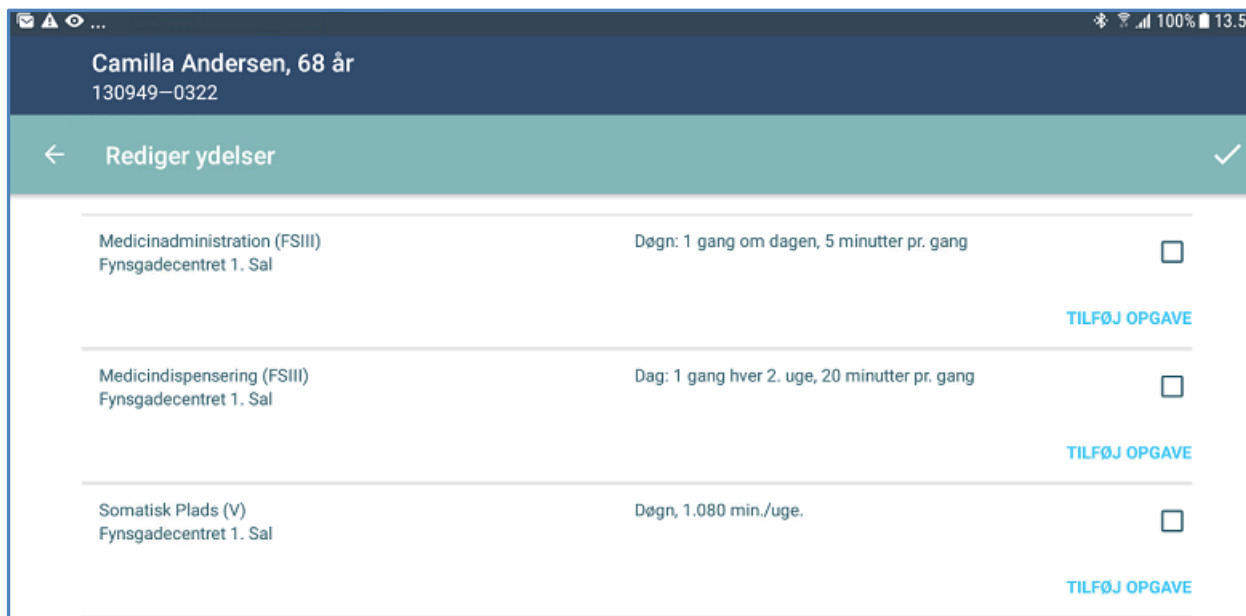 ... 100% 13.5
Camilla Andersen, 68 år
130949–0322
Rediger ydelser
Medicinadministration (FSIII) Døgn: 1 gang om dagen, 5 minutter pr. gang
Fynsgadecentret 1. Sal
TILFØJ OPGAVE
Medicindispensering (FSIII) Dag: 1 gang hver 2. uge, 20 minutter pr. gang
Fynsgadecentret 1. Sal
TILFØJ OPGAVE
Somatisk Plads (V) Døgn, 1.080 min./uge.
Fynsgadecentret 1. Sal
TILFØJ OPGAVE